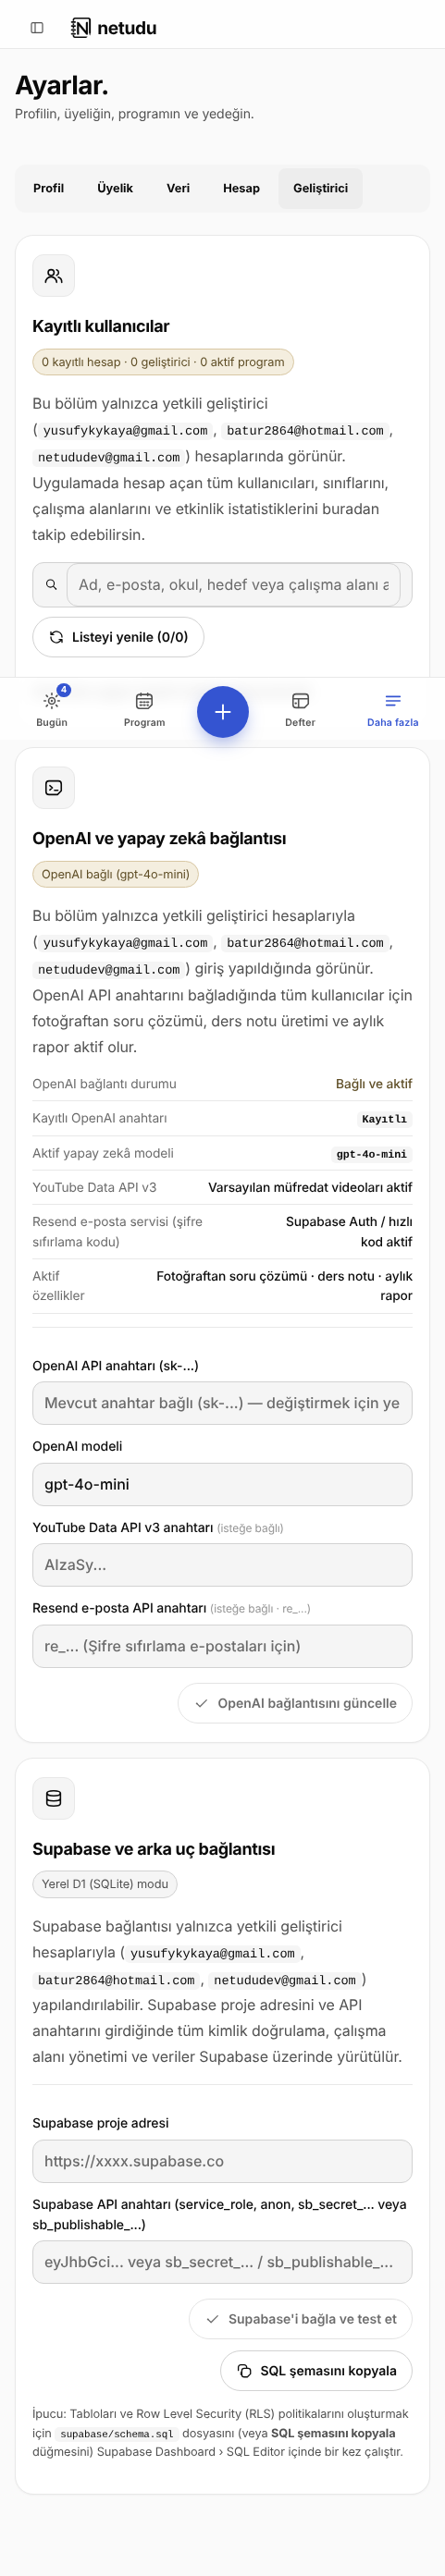 netudu
Ayarlar.
Profilin, üyeliğin, programın ve yedeğin.
Profil Üyelik Veri Hesap Geliştirici
Kayıtlı kullanıcılar
0 kayıtlı hesap · 0 geliştirici · 0 aktif program
Bu bölüm yalnızca yetkili geliştirici
( yusufykykaya@gmail.com , batur2864@hotmail.com ,
netududev@gmail.com ) hesaplarında görünür.
Uygulamada hesap açan tüm kullanıcıları, sınıflarını,
çalışma alanlarını ve etkinlik istatistiklerini buradan
takip edebilirsin.
Ad, e-posta, okul, hedef veya çalışma alanı a
Listeyi yenile (0/0)
4
Bugün Program Defter Daha fazla
OpenAI ve yapay zekâ bağlantısı
OpenAI bağlı (gpt-4o-mini)
Bu bölüm yalnızca yetkili geliştirici hesaplarıyla
( yusufykykaya@gmail.com , batur2864@hotmail.com ,
netududev@gmail.com ) giriş yapıldığında görünür.
OpenAI API anahtarını bağladığında tüm kullanıcılar için
fotoğraftan soru çözümü, ders notu üretimi ve aylık
rapor aktif olur.
OpenAI bağlantı durumu Bağlı ve aktif
Kayıtlı OpenAI anahtarı Kayıtlı
Aktif yapay zekâ modeli gpt-4o-mini
YouTube Data API v3 Varsayılan müfredat videoları aktif
Resend e-posta servisi (şifre Supabase Auth / hızlı
sıfırlama kodu) kod aktif
Aktif Fotoğraftan soru çözümü · ders notu · aylık
özellikler rapor
OpenAI API anahtarı (sk-...)
Mevcut anahtar bağlı (sk-...) — değiştirmek için ye
OpenAI modeli
gpt-4o-mini
YouTube Data API v3 anahtarı (isteğe bağlı)
AIzaSy...
Resend e-posta API anahtarı (isteğe bağlı · re_...)
re_... (Şifre sıfırlama e-postaları için)
OpenAI bağlantısını güncelle
Supabase ve arka uç bağlantısı
Yerel D1 (SQLite) modu
Supabase bağlantısı yalnızca yetkili geliştirici
hesaplarıyla ( yusufykykaya@gmail.com ,
batur2864@hotmail.com , netududev@gmail.com )
yapılandırılabilir. Supabase proje adresini ve API
anahtarını girdiğinde tüm kimlik doğrulama, çalışma
alanı yönetimi ve veriler Supabase üzerinde yürütülür.
Supabase proje adresi
https://xxxx.supabase.co
Supabase API anahtarı (service_role, anon, sb_secret_... veya
sb_publishable_...)
eyJhbGci... veya sb_secret_... / sb_publishable_...
Supabase'i bağla ve test et
SQL şemasını kopyala
İpucu: Tabloları ve Row Level Security (RLS) politikalarını oluşturmak
için supabase/schema.sql dosyasını (veya SQL şemasını kopyala
düğmesini) Supabase Dashboard › SQL Editor içinde bir kez çalıştır.